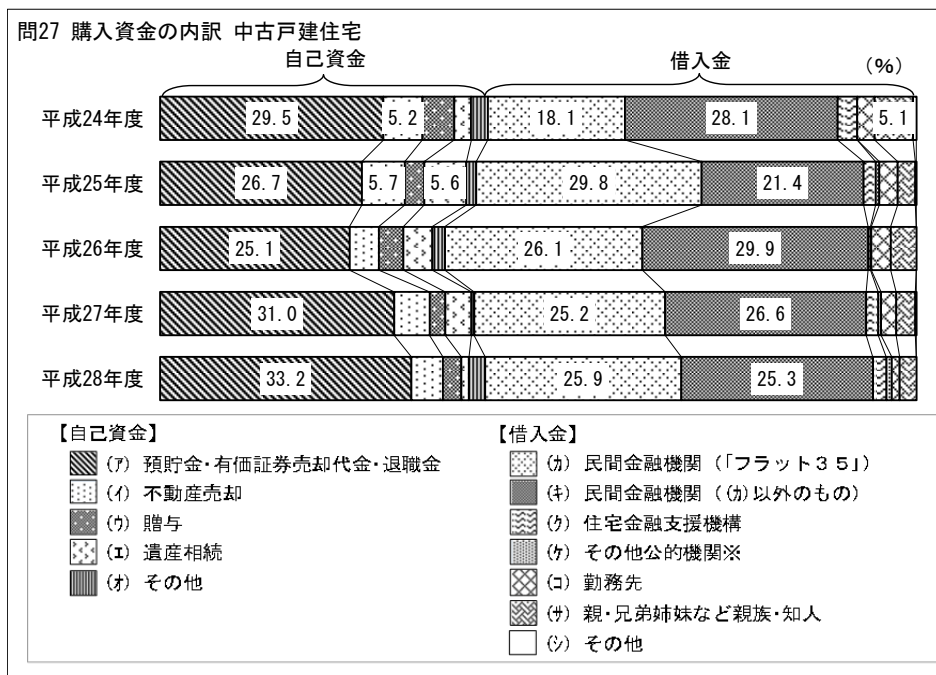 問27 購入資金の内訳 中古戸建住宅
自己資金 借入金 (%)
平成24年度 29.5 5.2 18.1 28.1 5.1
平成25年度 26.7 5.7 5.6 29.8 21.4
平成26年度 25.1 26.1 29.9
平成27年度 31.0 25.2 26.6
平成28年度 33.2 25.9 25.3
【自己資金】
(ア) 預貯金・有価証券売却代金・退職金
(イ) 不動産売却
(ウ) 贈与
(エ) 遺産相続
(オ) その他
【借入金】
(カ) 民間金融機関(「フラット35」)
(キ) 民間金融機関((カ)以外のもの)
(ク) 住宅金融支援機構
(ケ) その他公的機関※
(コ) 勤務先
(サ) 親・兄弟姉妹など親族・知人
(シ) その他